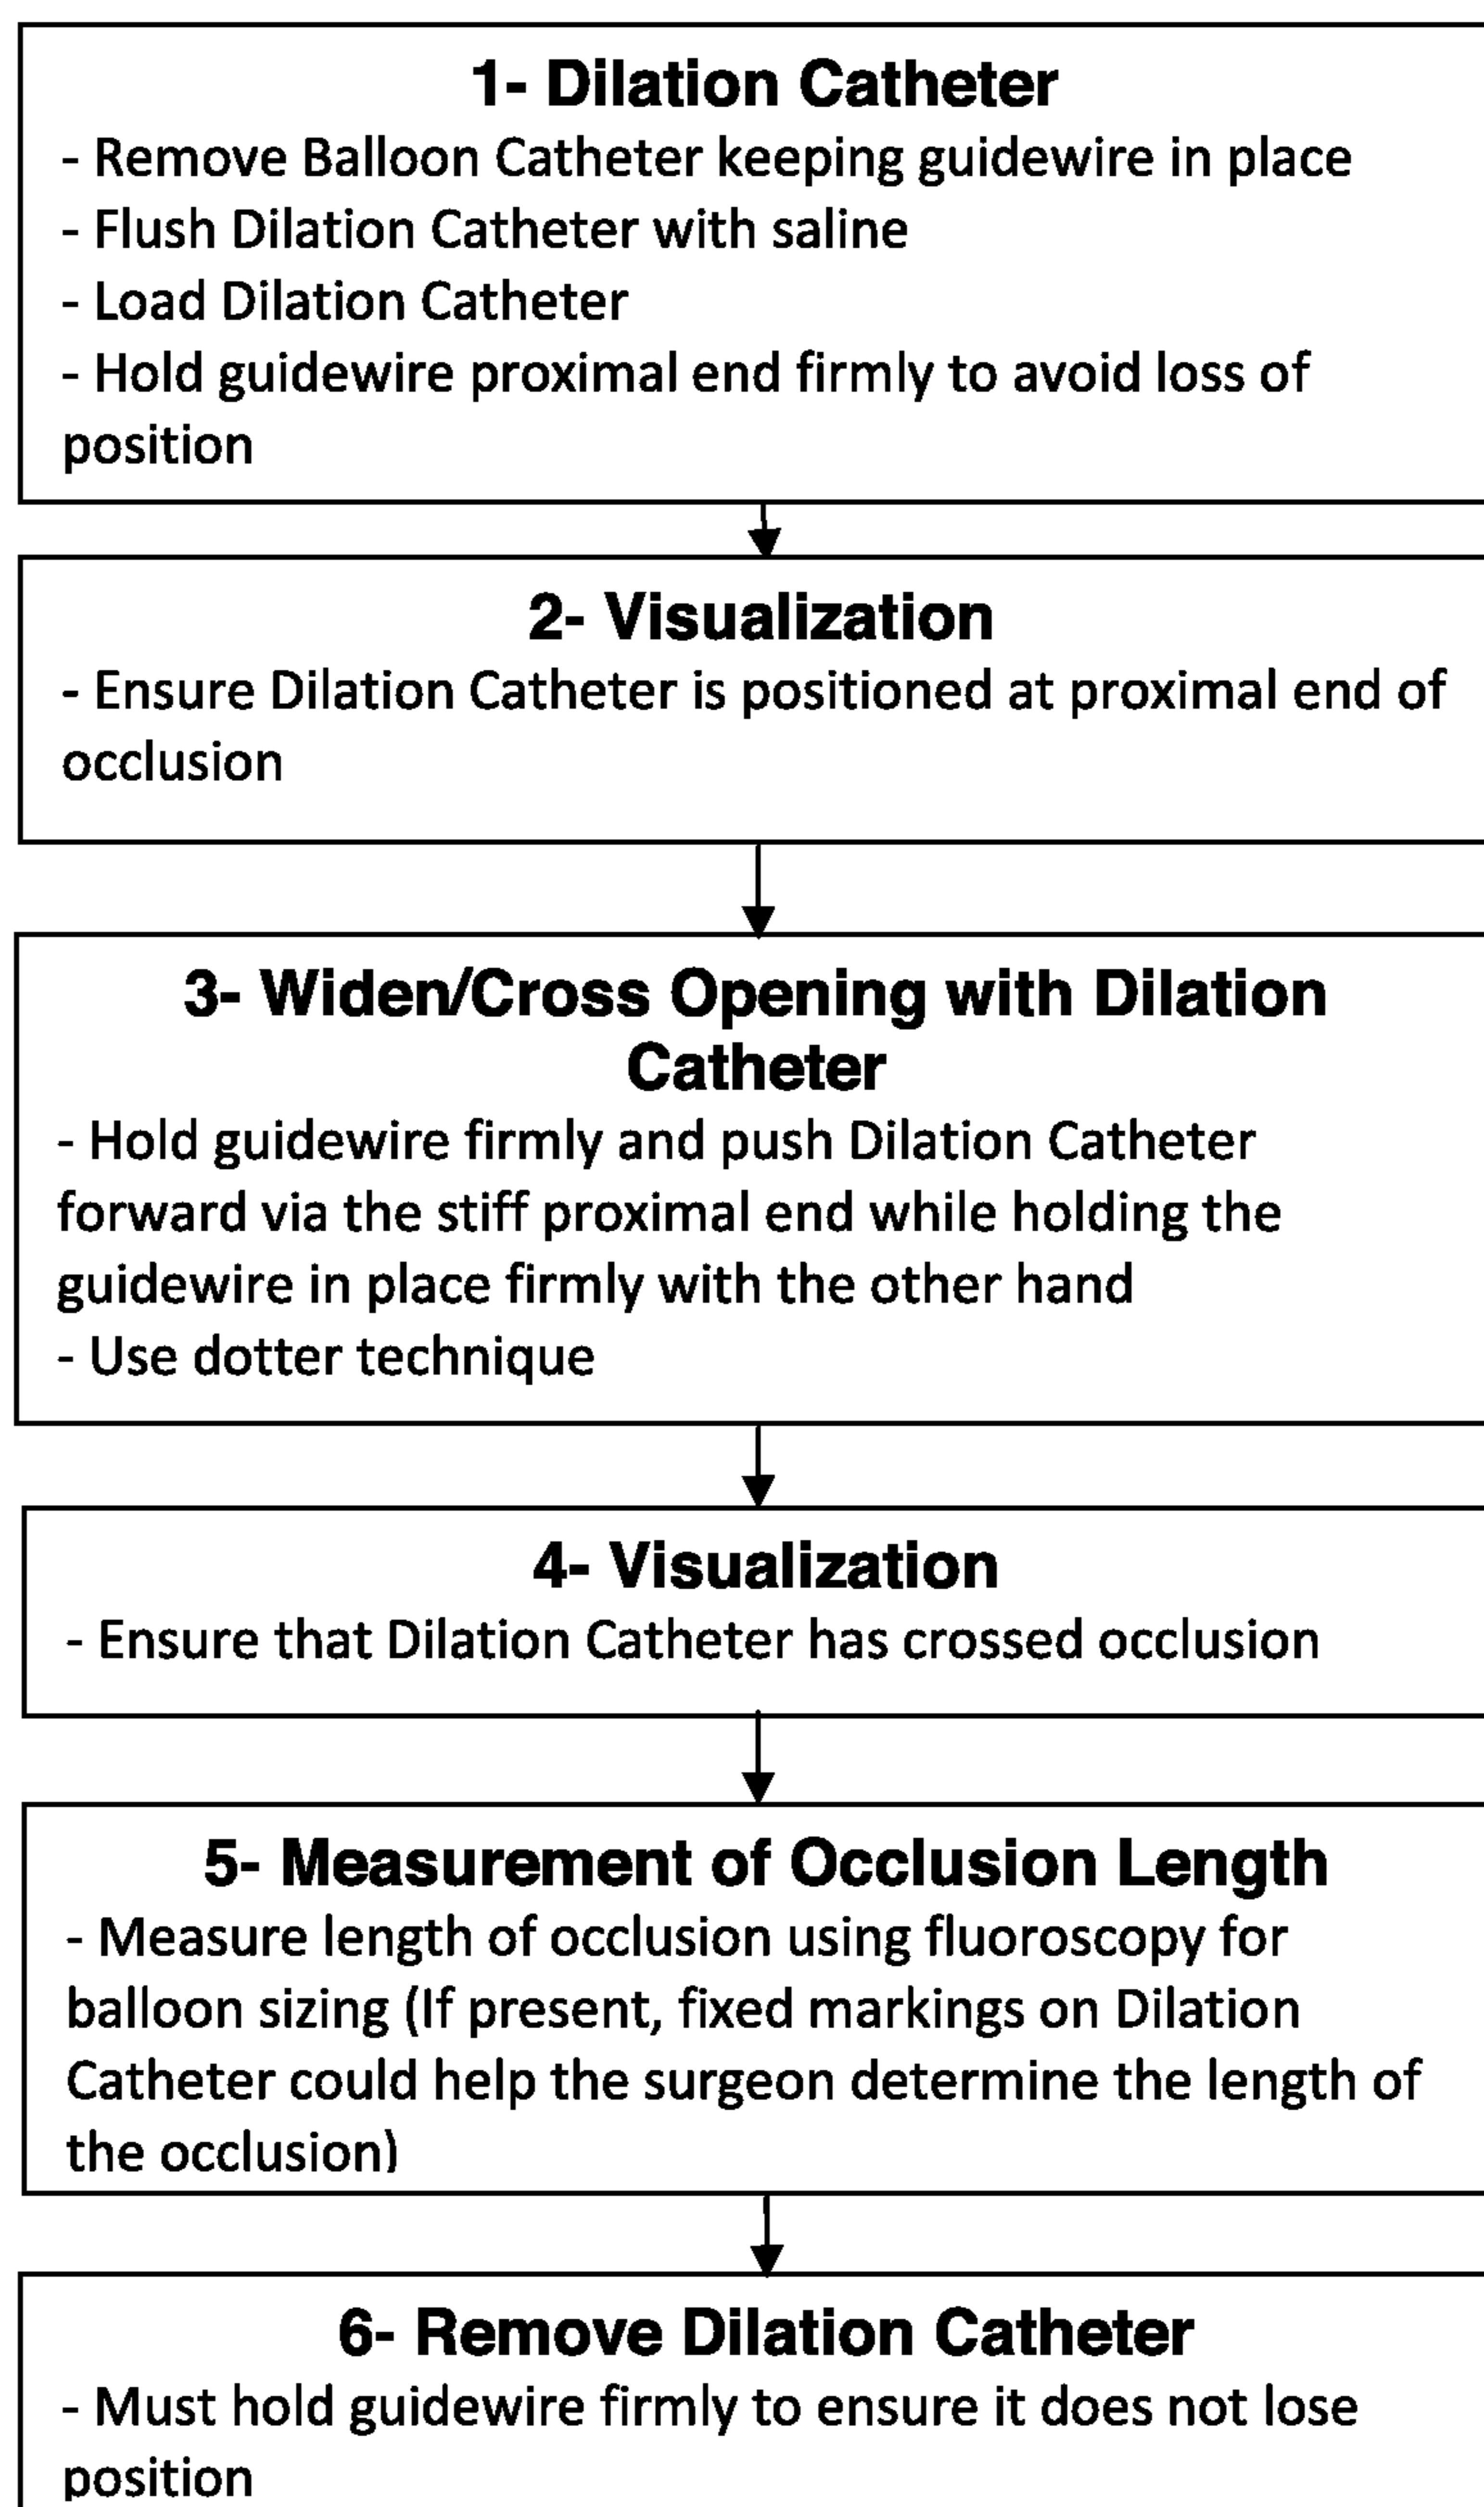 1- Dilation Catheter
- Remove Balloon Catheter keeping guidewire in place
- Flush Dilation Catheter with saline
- Load Dilation Catheter
- Hold guidewire proximal end firmly to avoid loss of
position
2- Visualization
- Ensure Dilation Catheter is positioned at proximal end of
occlusion
3- Widen/Cross Opening with Dilation
Catheter
- Hold guidewire firmly and push Dilation Catheter
forward via the stiff proximal end while holding the
guidewire in place firmly with the other hand
- Use dotter technique
4- Visualization
- Ensure that Dilation Catheter has crossed occlusion
5- Measurement of Occlusion Length
- Measure length of occlusion using fluoroscopy for
balloon sizing (If present, fixed markings on Dilation
Catheter could help the surgeon determine the length of
the occlusion)
6- Remove Dilation Catheter
- Must hold guidewire firmly to ensure it does not lose
position